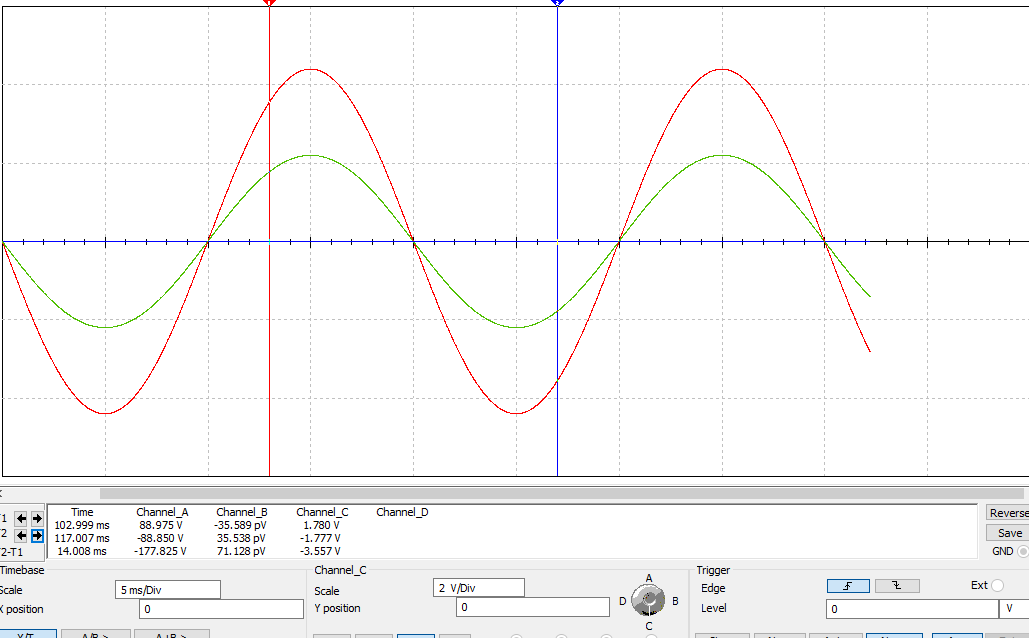 Time Channel_A Channel_B Channel_C Channel_D
T1 102.999 ms 88.975 V -35.589 pV 1.780 V
T2 117.007 ms -88.850 V 35.538 pV -1.777 V
T2-T1 14.008 ms -177.825 V 71.128 pV -3.557 V
Reverse
Save
GND
Timebase
Scale 5 ms/Div
X position 0
Channel_C
Scale 2 V/Div
Y position 0
A
D B
C
Trigger
Edge Ext
Level 0 V
Y/T